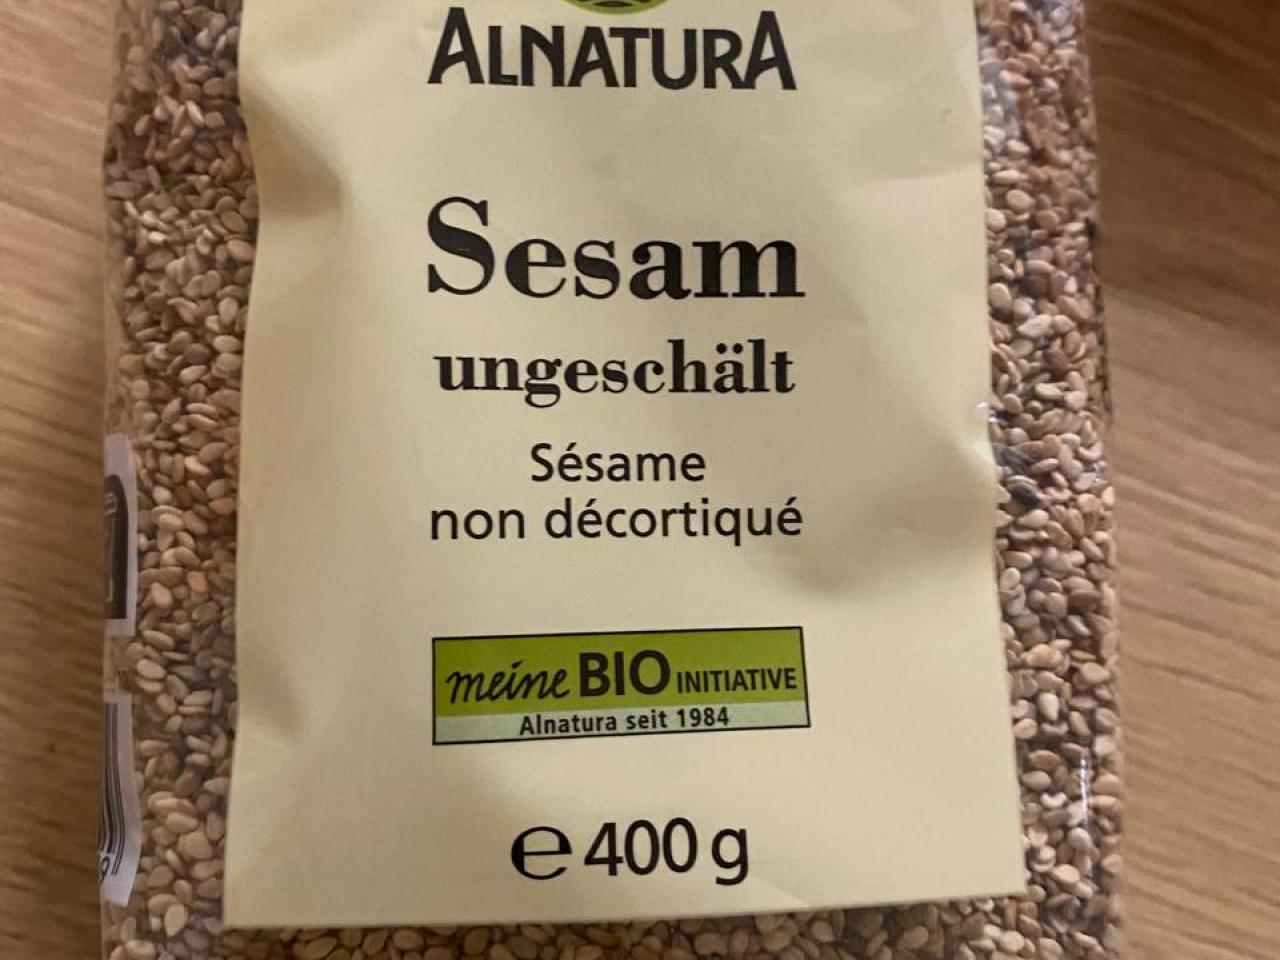 ALNATURA
Sesam
ungeschält
Sésame
non décortiqué
meine BIO INITIATIVE
Alnatura seit 1984
℮ 400 g